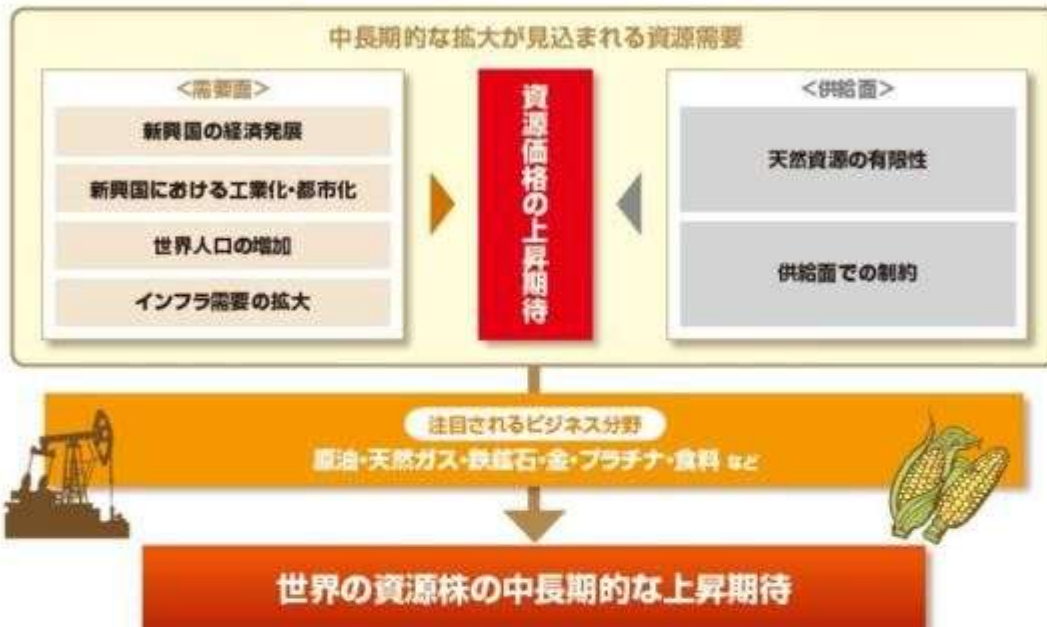 中長期的な拡大が見込まれる資源需要
<需要面>
新興国の経済発展
新興国における工業化・都市化
世界人口の増加
インフラ需要の拡大
資源価格の上昇期待
<供給面>
天然資源の有限性
供給面での制約
注目されるビジネス分野
原油・天然ガス・鉄鉱石・金・プラチナ・食料 など
世界の資源株の中長期的な上昇期待